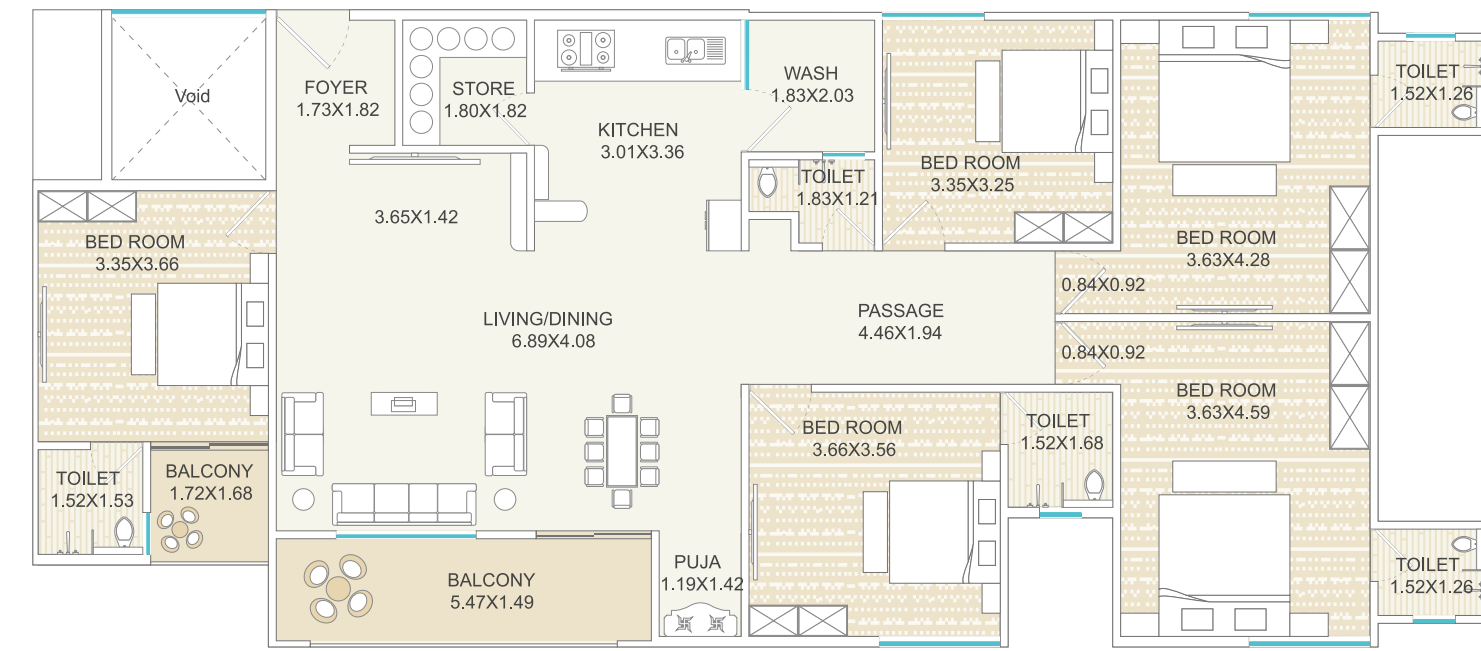 Void
FOYER
1.73X1.82
STORE
1.80X1.82
KITCHEN
3.01X3.36
WASH
1.83X2.03
TOILET
1.83X1.21
BED ROOM
3.35X3.25
TOILET
1.52X1.26
BED ROOM
3.63X4.28
0.84X0.92
BED ROOM
3.35X3.66
3.65X1.42
LIVING/DINING
6.89X4.08
PASSAGE
4.46X1.94
0.84X0.92
BED ROOM
3.63X4.59
BED ROOM
3.66X3.56
TOILET
1.52X1.68
TOILET
1.52X1.53
BALCONY
1.72X1.68
BALCONY
5.47X1.49
PUJA
1.19X1.42
TOILET
1.52X1.26